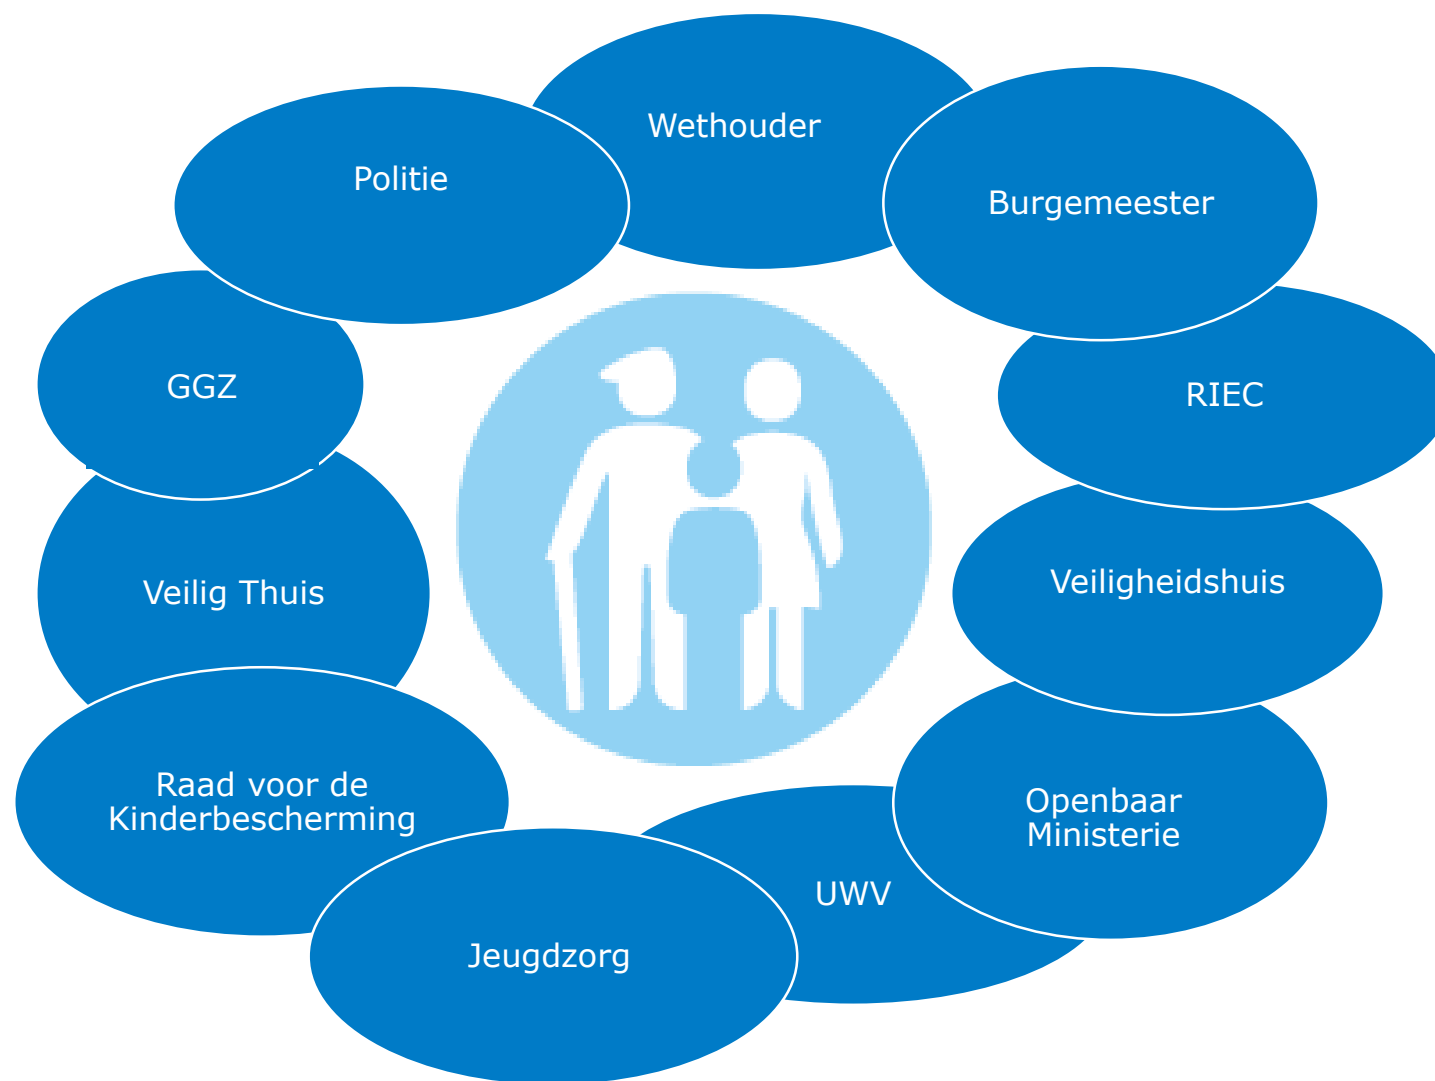 Wethouder
Politie
Burgemeester
GGZ
RIEC
Veilig Thuis
Veiligheidshuis
Raad voor de
Kinderbescherming
Openbaar
Ministerie
UWV
Jeugdzorg